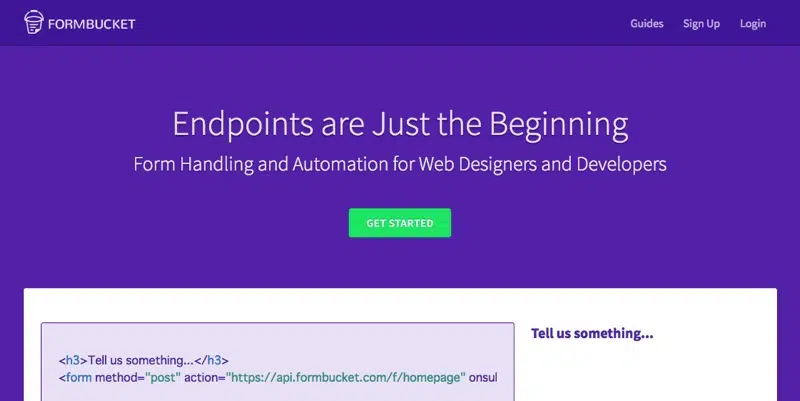 FORMBUCKET
Guides Sign Up Login
Endpoints are Just the Beginning
Form Handling and Automation for Web Designers and Developers
GET STARTED
<h3>Tell us something...</h3>
<form method="post" action="https://api.formbucket.com/f/homepage" onsul
Tell us something...